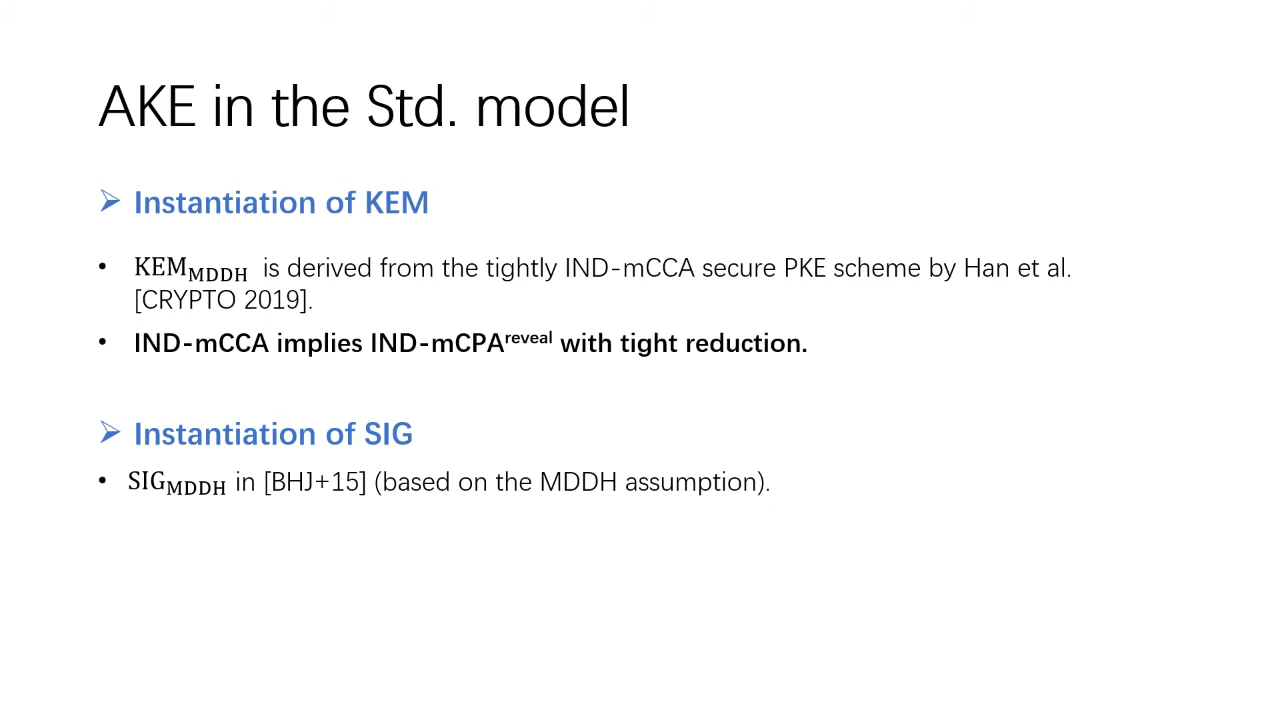 AKE in the Std. model
➢ Instantiation of KEM
• KEM_MDDH is derived from the tightly IND-mCCA secure PKE scheme by Han et al.
[CRYPTO 2019].
• IND-mCCA implies IND-mCPA^reveal with tight reduction.
➢ Instantiation of SIG
• SIG_MDDH in [BHJ+15] (based on the MDDH assumption).